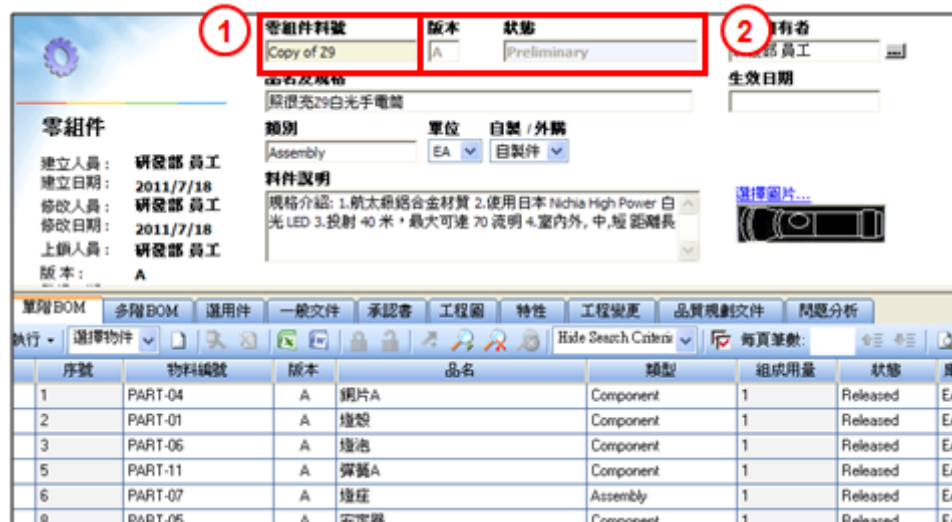 1
零組件料號 版本 狀態 2 有者
Copy of Z9 A Preliminary 員工 ...
品名及規格 生效日期
照很亮Z9白光手電筒
零組件
類別 單位 自製 / 外購
Assembly EA 自製件
建立人員: 研發部 員工
建立日期: 2011/7/18
修改人員: 研發部 員工
修改日期: 2011/7/18
上鎖人員: 研發部 員工
版本: A
料件說明
規格介紹: 1.航太級鋁合金材質 2.使用日本 Nichia High Power 白
光 LED 3.投射 40 米，最大可達 70 流明 4.室內外, 中,短 距離長
選擇圖片...
單階BOM 多階BOM 選用件 一般文件 承認書 工程圖 特性 工程變更 品質規劃文件 問題分析
執行 選擇物件 Hide Search Criteria 每頁筆數:
序號 物料編號 版本 品名 類型 組成用量 狀態
1 PART-04 A 銅片A Component 1 Released
2 PART-01 A 燈殼 Component 1 Released
3 PART-06 A 燈泡 Component 1 Released
5 PART-11 A 彈簧A Component 1 Released
6 PART-07 A 燈座 Assembly 1 Released
8 PART-05 A 安定器 Component 1 Released